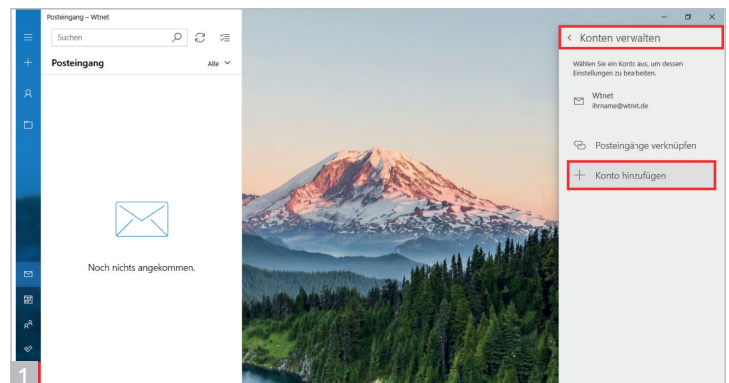 Posteingang – Wtnet
Suchen
Posteingang
Alle
Noch nichts angekommen.
Konten verwalten
Wählen Sie ein Konto aus, um dessen
Einstellungen zu bearbeiten.
Wtnet
ihrname@wtnet.de
Posteingänge verknüpfen
Konto hinzufügen
1